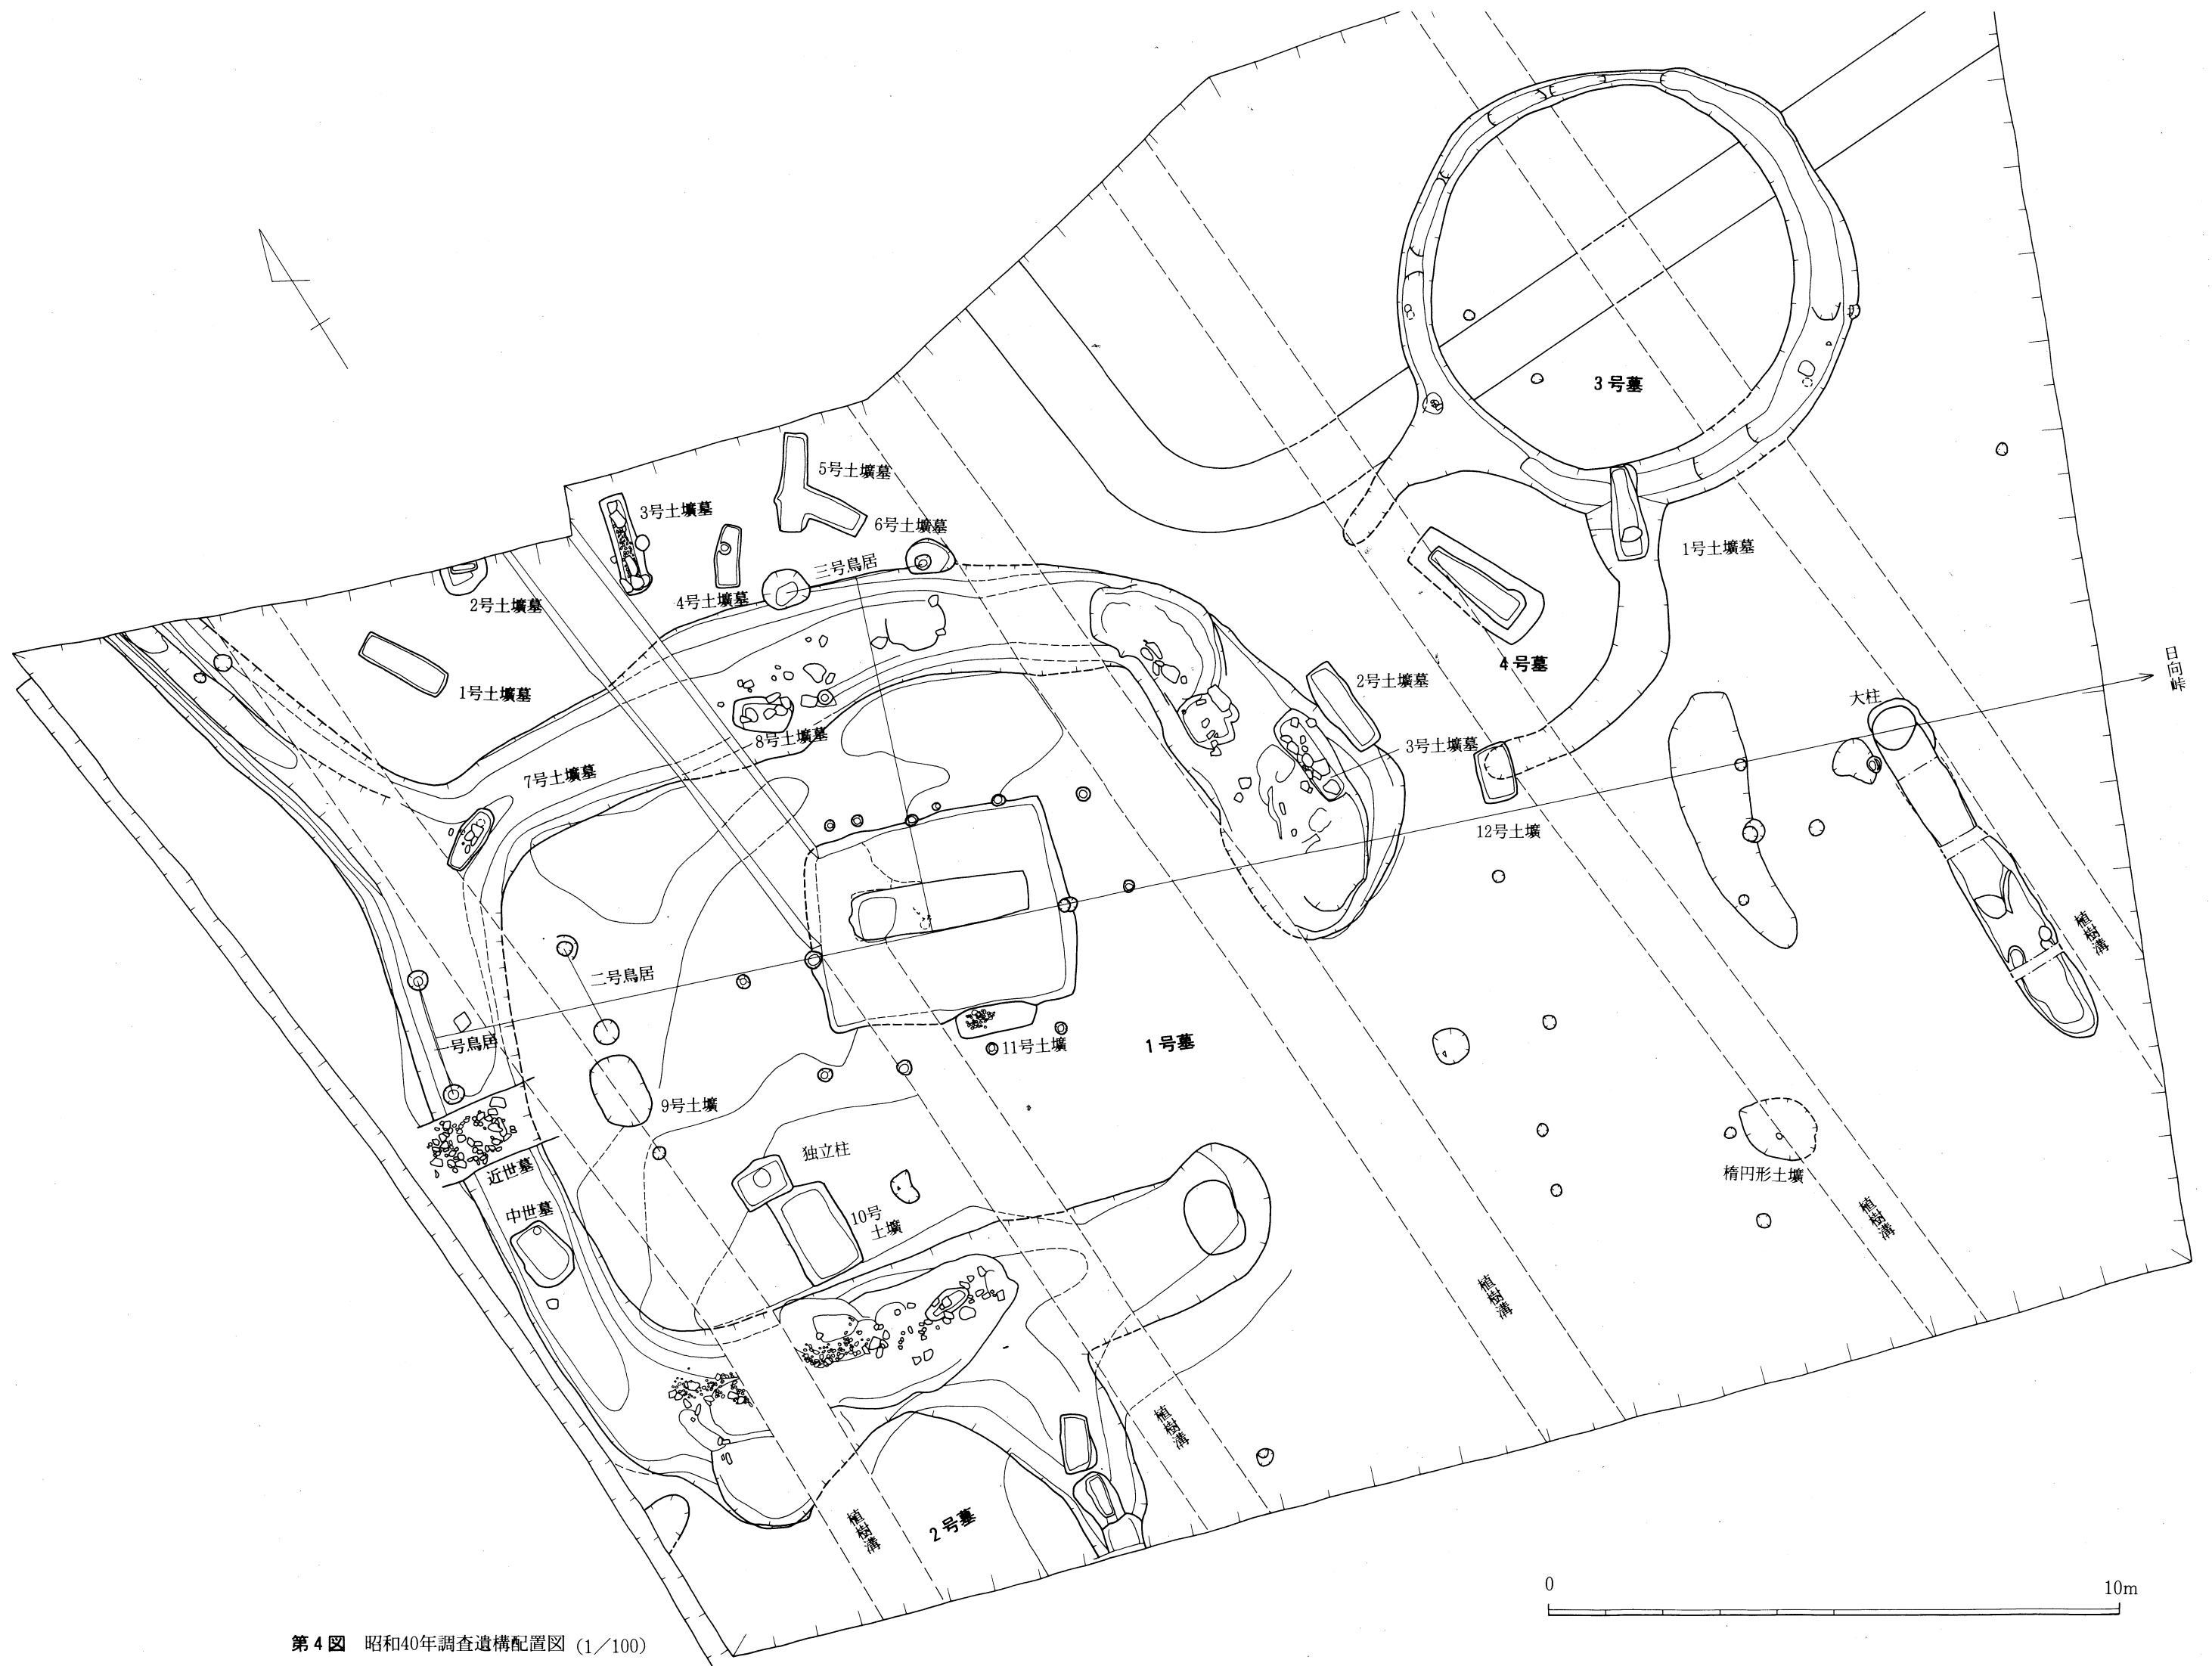 3号墓
5号土壙墓
3号土壙墓
6号土壙墓
1号土壙墓
三号鳥居
2号土壙墓
4号土壙墓
4号墓
日向峠
2号土壙墓
1号土壙墓
大柱
8号土壙墓
3号土壙墓
7号土壙墓
12号土壙
植樹溝
二号鳥居
一号鳥居
11号土壙
1号墓
9号土壙
独立柱
近世墓
楕円形土壙
中世墓
10号
土壙
植樹溝
植樹溝
植樹溝
植樹溝
2号墓
0
10m
第4図 昭和40年調査遺構配置図(1/100)